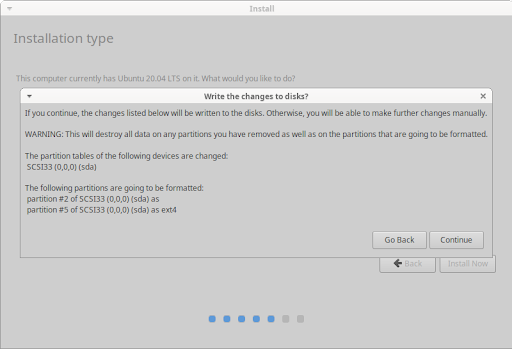 Install
Installation type
This computer currently has Ubuntu 20.04 LTS on it. What would you like to do?
Write the changes to disks?
If you continue, the changes listed below will be written to the disks. Otherwise, you will be able to make further changes manually.
WARNING: This will destroy all data on any partitions you have removed as well as on the partitions that are going to be formatted.
The partition tables of the following devices are changed:
SCSI33 (0,0,0) (sda)
The following partitions are going to be formatted:
partition #2 of SCSI33 (0,0,0) (sda) as
partition #5 of SCSI33 (0,0,0) (sda) as ext4
Go Back Continue
Back Install Now